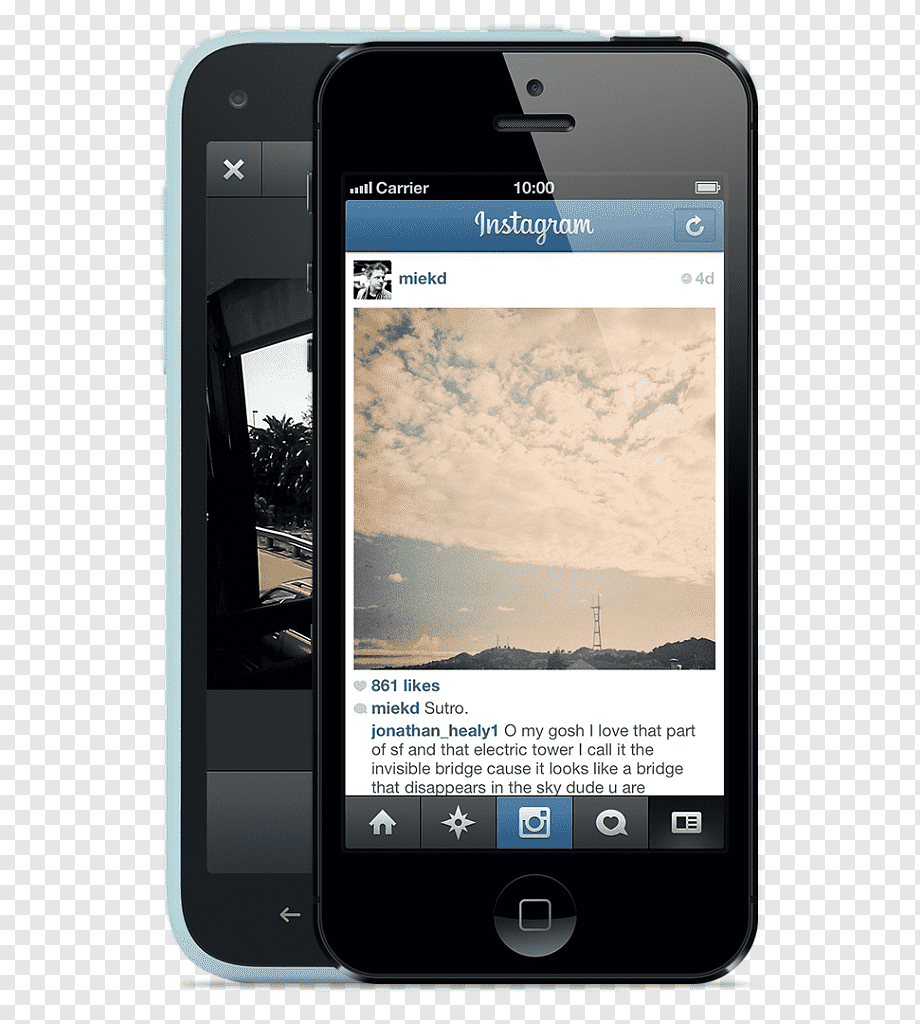 Carrier 10:00
Instagram
miekd 4d
861 likes
miekd Sutro.
jonathan_healy1 O my gosh I love that part
of sf and that electric tower I call it the
invisible bridge cause it looks like a bridge
that disappears in the sky dude u are